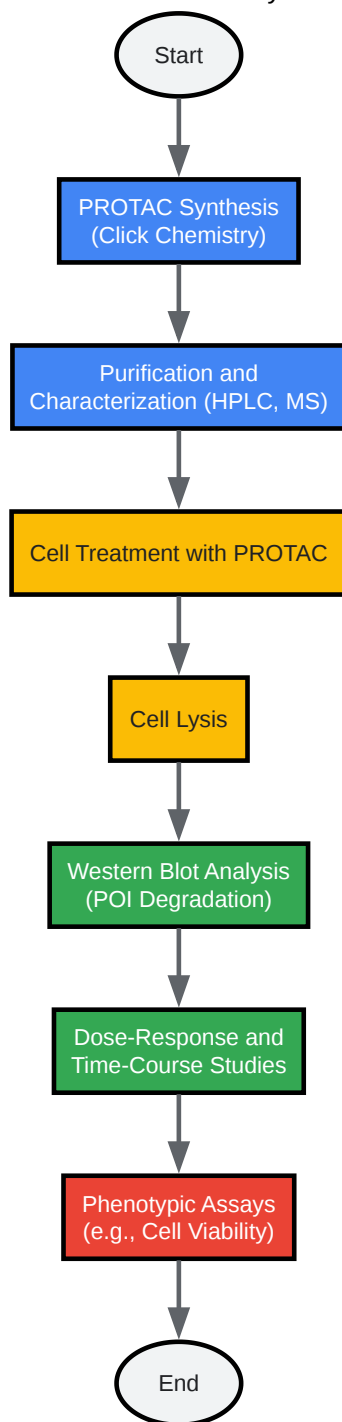 Start
PROTAC Synthesis
(Click Chemistry)
Purification and
Characterization (HPLC, MS)
Cell Treatment with PROTAC
Cell Lysis
Western Blot Analysis
(POI Degradation)
Dose-Response and
Time-Course Studies
Phenotypic Assays
(e.g., Cell Viability)
End